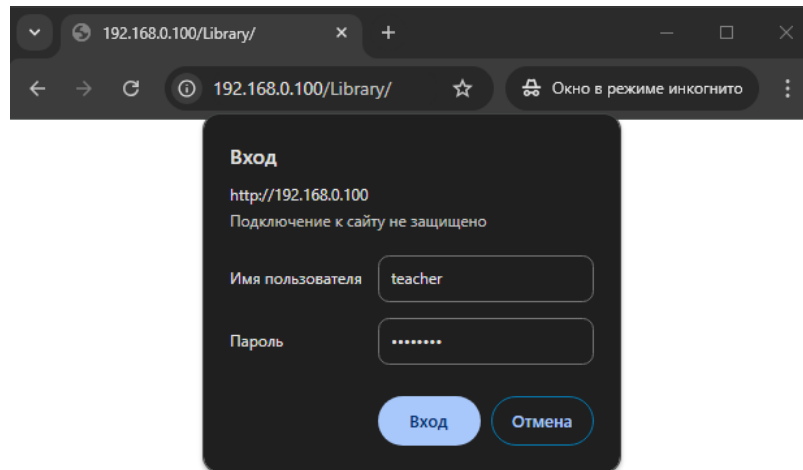 192.168.0.100/Library/
192.168.0.100/Library/ Окно в режиме инкогнито
Вход
http://192.168.0.100
Подключение к сайту не защищено
Имя пользователя teacher
Пароль ••••••••
Вход Отмена